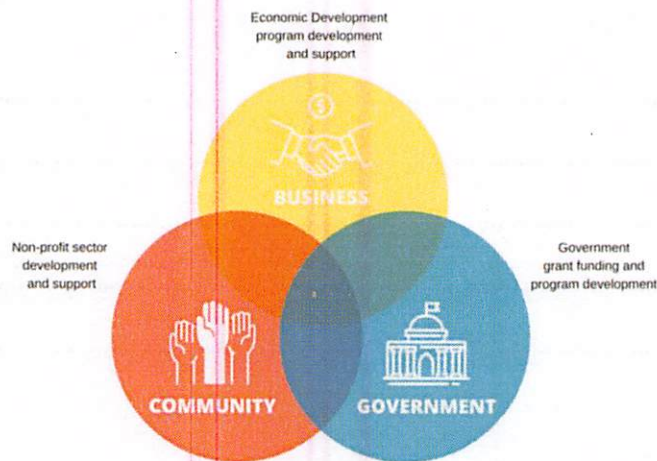 Economic Development
program development
and support
$
BUSINESS
Non-profit sector
development
and support
Government
grant funding and
program development
COMMUNITY
GOVERNMENT